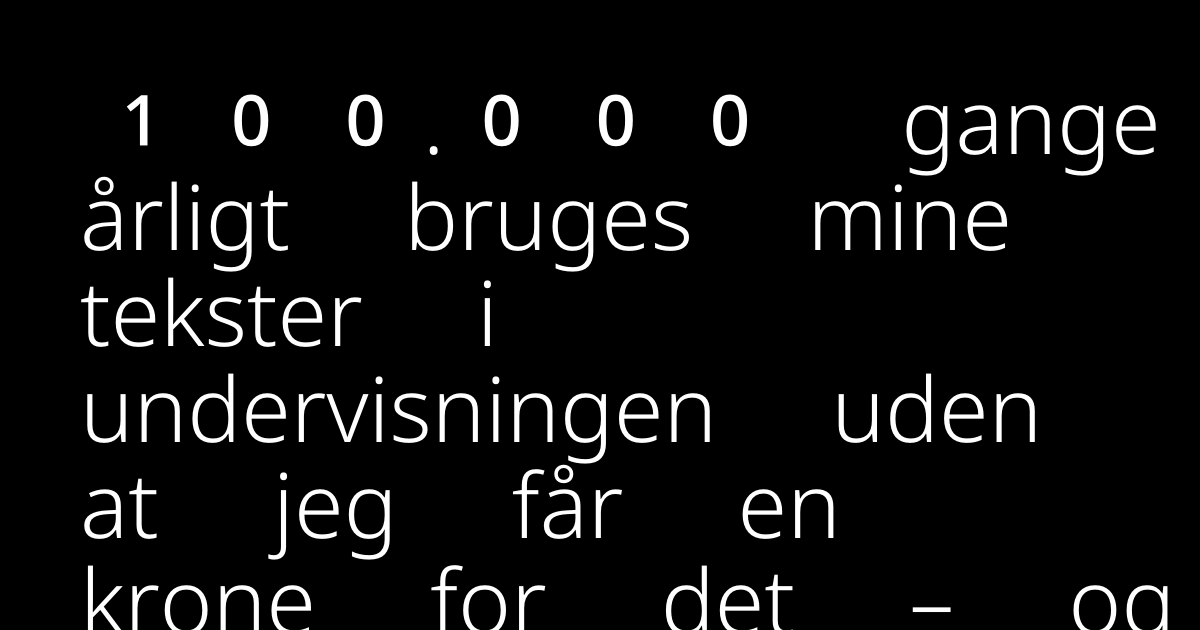 100.000 gange
årligt bruges mine
tekster i
undervisningen uden
at jeg får en
krone for det – og